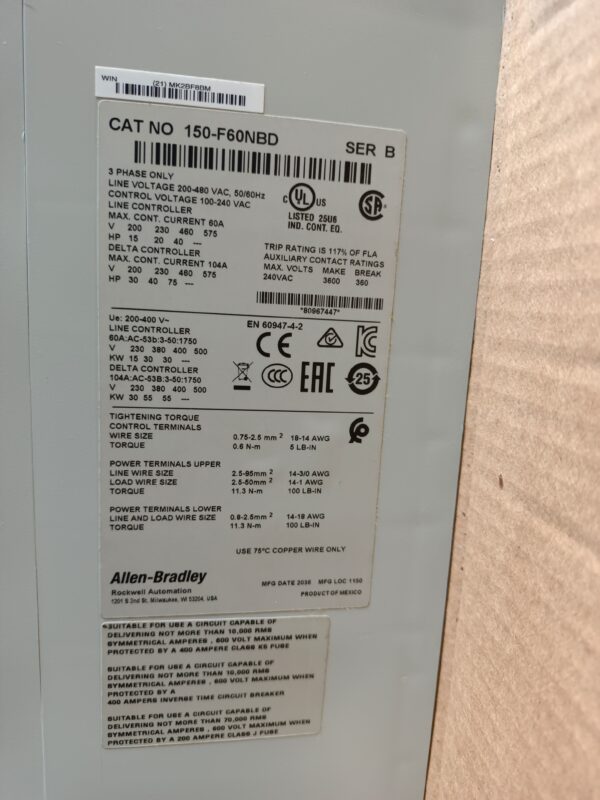 WIN (21) MK2BF8BM
CAT NO 150-F60NBD SER B
3 PHASE ONLY
LINE VOLTAGE 200-480 VAC, 50/60Hz
CONTROL VOLTAGE 100-240 VAC
LINE CONTROLLER
MAX. CONT. CURRENT 60A
V 200 230 460 575
HP 15 20 40 ---
DELTA CONTROLLER
MAX. CONT. CURRENT 104A
V 200 230 460 575
HP 30 40 75 ---
C UL US
LISTED 25U6
IND. CONT. EQ.
SA
TRIP RATING IS 117% OF FLA
AUXILIARY CONTACT RATINGS
MAX. VOLTS MAKE BREAK
240VAC 3600 360
*80967447*
Ue: 200-400 V~
LINE CONTROLLER
60A:AC-53b:3-50:1750
V 230 380 400 500
KW 15 30 30 ---
DELTA CONTROLLER
104A:AC-53B:3-50:1750
V 230 380 400 500
KW 30 55 55 ---
EN 60947-4-2
CE
CCC EAC 25
TIGHTENING TORQUE
CONTROL TERMINALS
WIRE SIZE 0.75-2.5 mm 2 18-14 AWG
TORQUE 0.6 N-m 5 LB-IN
POWER TERMINALS UPPER
LINE WIRE SIZE 2.5-95mm 2 14-3/0 AWG
LOAD WIRE SIZE 2.5-50mm 2 14-1 AWG
TORQUE 11.3 N-m 100 LB-IN
POWER TERMINALS LOWER
LINE AND LOAD WIRE SIZE 0.8-2.5mm 2 14-18 AWG
TORQUE 11.3 N-m 100 LB-IN
USE 75°C COPPER WIRE ONLY
Allen-Bradley
Rockwell Automation
1201 S 2nd St. Milwaukee, WI 53204, USA
MFG DATE 2038 MFG LOC 1150
PRODUCT OF MEXICO
SUITABLE FOR USE A CIRCUIT CAPABLE OF
DELIVERING NOT MORE THAN 10,000 RMS
SYMMETRICAL AMPERES , 600 VOLT MAXIMUM WHEN
PROTECTED BY A 400 AMPERE CLASS K5 FUSE
SUITABLE FOR USE A CIRCUIT CAPABLE OF
DELIVERING NOT MORE THAN 10,000 RMS
SYMMETRICAL AMPERES , 600 VOLT MAXIMUM WHEN
PROTECTED BY A
400 AMPERS INVERSE TIME CIRCUIT BREAKER
SUITABLE FOR USE A CIRCUIT CAPABLE OF
DELIVERING NOT MORE THAN 70,000 RMS
SYMMETRICAL AMPERES , 600 VOLT MAXIMUM WHEN
PROTECTED BY A 200 AMPERE CLASS J FUSE